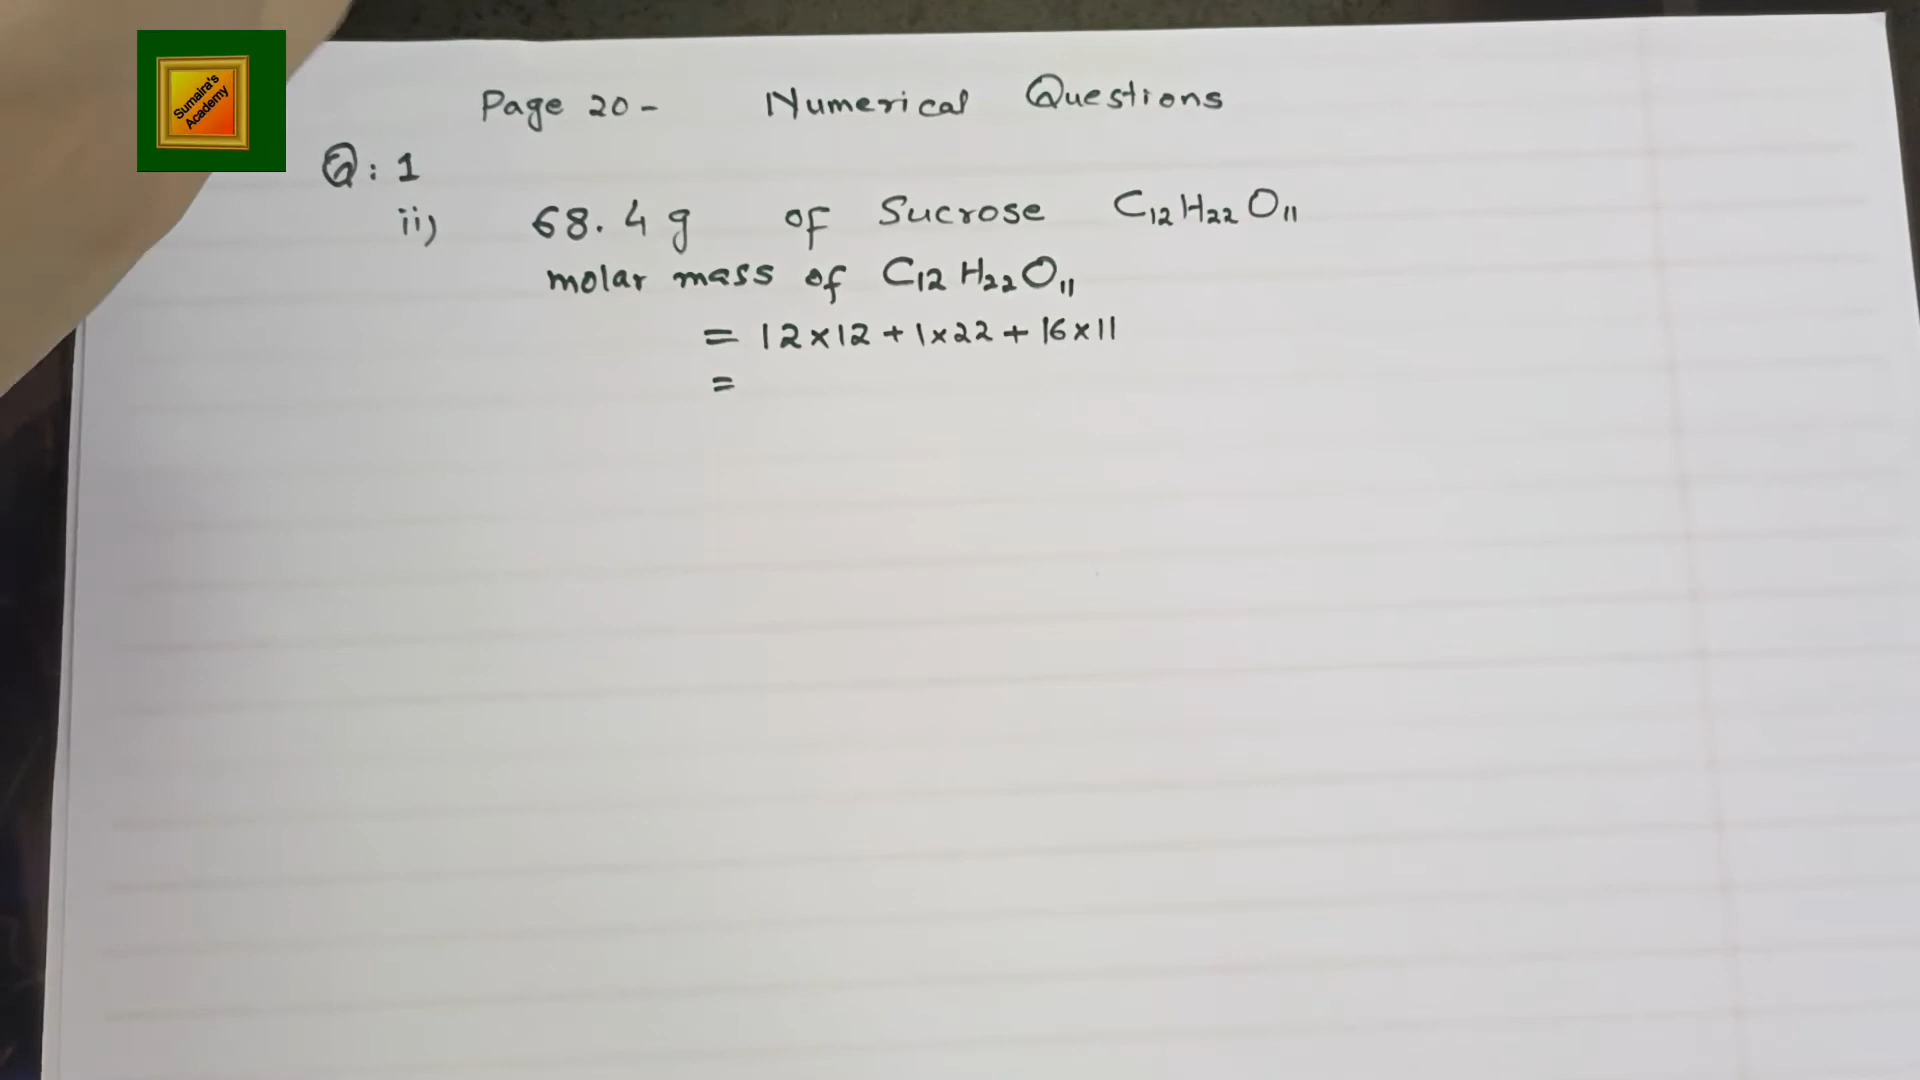 Sumaira's
Academy
Page 20 - Numerical Questions
Q: 1
ii) 68.4 g of Sucrose C₁₂H₂₂O₁₁
molar mass of C₁₂H₂₂O₁₁
= 12×12 + 1×22 + 16×11
=